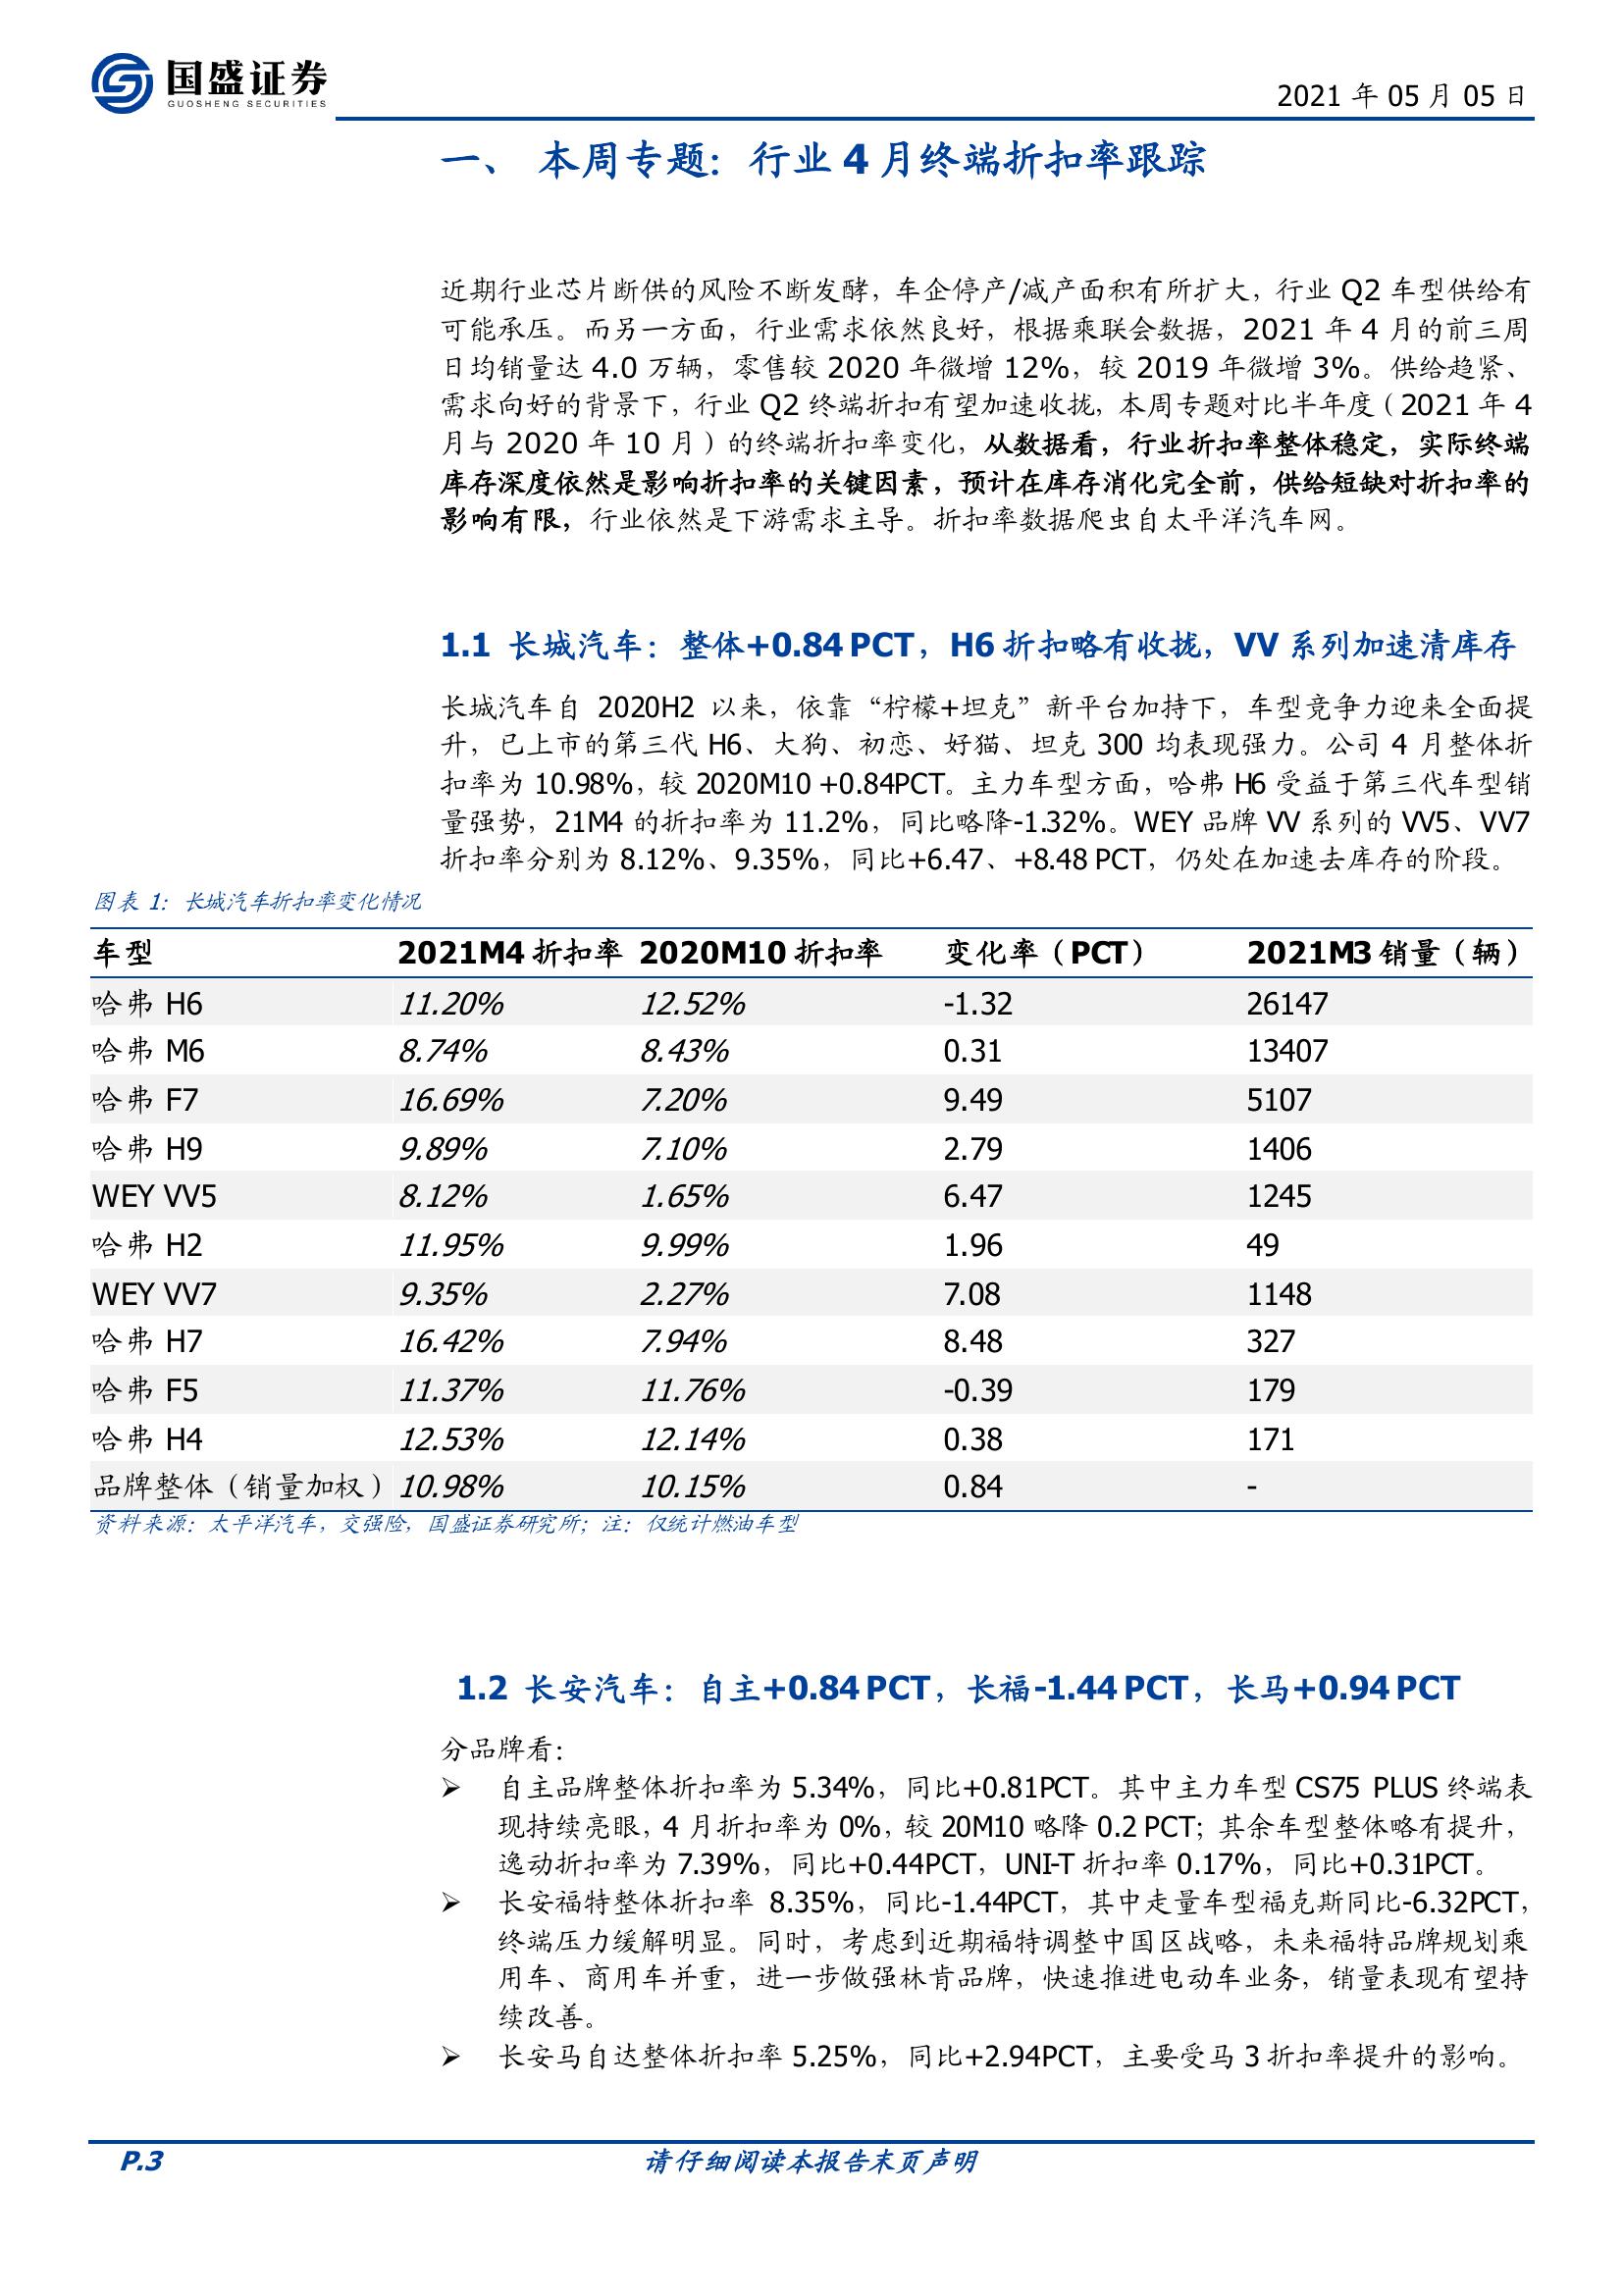 国盛证券
GUOSHENG SECURITIES
2021 年 05 月 05 日
一、 本周专题：行业 4 月终端折扣率跟踪
近期行业芯片断供的风险不断发酵，车企停产/减产面积有所扩大，行业 Q2 车型供给有
可能承压。而另一方面，行业需求依然良好，根据乘联会数据，2021 年 4 月的前三周
日均销量达 4.0 万辆，零售较 2020 年微增 12%，较 2019 年微增 3%。供给趋紧、
需求向好的背景下，行业 Q2 终端折扣有望加速收拢，本周专题对比半年度（2021 年 4
月与 2020 年 10 月）的终端折扣率变化，从数据看，行业折扣率整体稳定，实际终端
库存深度依然是影响折扣率的关键因素，预计在库存消化完全前，供给短缺对折扣率的
影响有限，行业依然是下游需求主导。折扣率数据爬虫自太平洋汽车网。
1.1 长城汽车：整体+0.84 PCT，H6 折扣略有收拢，VV 系列加速清库存
长城汽车自 2020H2 以来，依靠“柠檬+坦克”新平台加持下，车型竞争力迎来全面提
升，已上市的第三代 H6、大狗、初恋、好猫、坦克 300 均表现强力。公司 4 月整体折
扣率为 10.98%，较 2020M10 +0.84PCT。主力车型方面，哈弗 H6 受益于第三代车型销
量强势，21M4 的折扣率为 11.2%，同比略降-1.32%。WEY 品牌 VV 系列的 VV5、VV7
折扣率分别为 8.12%、9.35%，同比+6.47、+8.48 PCT，仍处在加速去库存的阶段。
图表 1：长城汽车折扣率变化情况
车型 2021M4 折扣率 2020M10 折扣率 变化率（PCT） 2021M3 销量（辆）
哈弗 H6 11.20% 12.52% -1.32 26147
哈弗 M6 8.74% 8.43% 0.31 13407
哈弗 F7 16.69% 7.20% 9.49 5107
哈弗 H9 9.89% 7.10% 2.79 1406
WEY VV5 8.12% 1.65% 6.47 1245
哈弗 H2 11.95% 9.99% 1.96 49
WEY VV7 9.35% 2.27% 7.08 1148
哈弗 H7 16.42% 7.94% 8.48 327
哈弗 F5 11.37% 11.76% -0.39 179
哈弗 H4 12.53% 12.14% 0.38 171
品牌整体（销量加权） 10.98% 10.15% 0.84 -
资料来源：太平洋汽车，交强险，国盛证券研究所；注：仅统计燃油车型
1.2 长安汽车：自主+0.84 PCT，长福-1.44 PCT，长马+0.94 PCT
分品牌看：
➢ 自主品牌整体折扣率为 5.34%，同比+0.81PCT。其中主力车型 CS75 PLUS 终端表
现持续亮眼，4 月折扣率为 0%，较 20M10 略降 0.2 PCT；其余车型整体略有提升，
逸动折扣率为 7.39%，同比+0.44PCT，UNI-T 折扣率 0.17%，同比+0.31PCT。
➢ 长安福特整体折扣率 8.35%，同比-1.44PCT，其中走量车型福克斯同比-6.32PCT，
终端压力缓解明显。同时，考虑到近期福特调整中国区战略，未来福特品牌规划乘
用车、商用车并重，进一步做强林肯品牌，快速推进电动车业务，销量表现有望持
续改善。
➢ 长安马自达整体折扣率 5.25%，同比+2.94PCT，主要受马 3 折扣率提升的影响。
P.3
请仔细阅读本报告末页声明